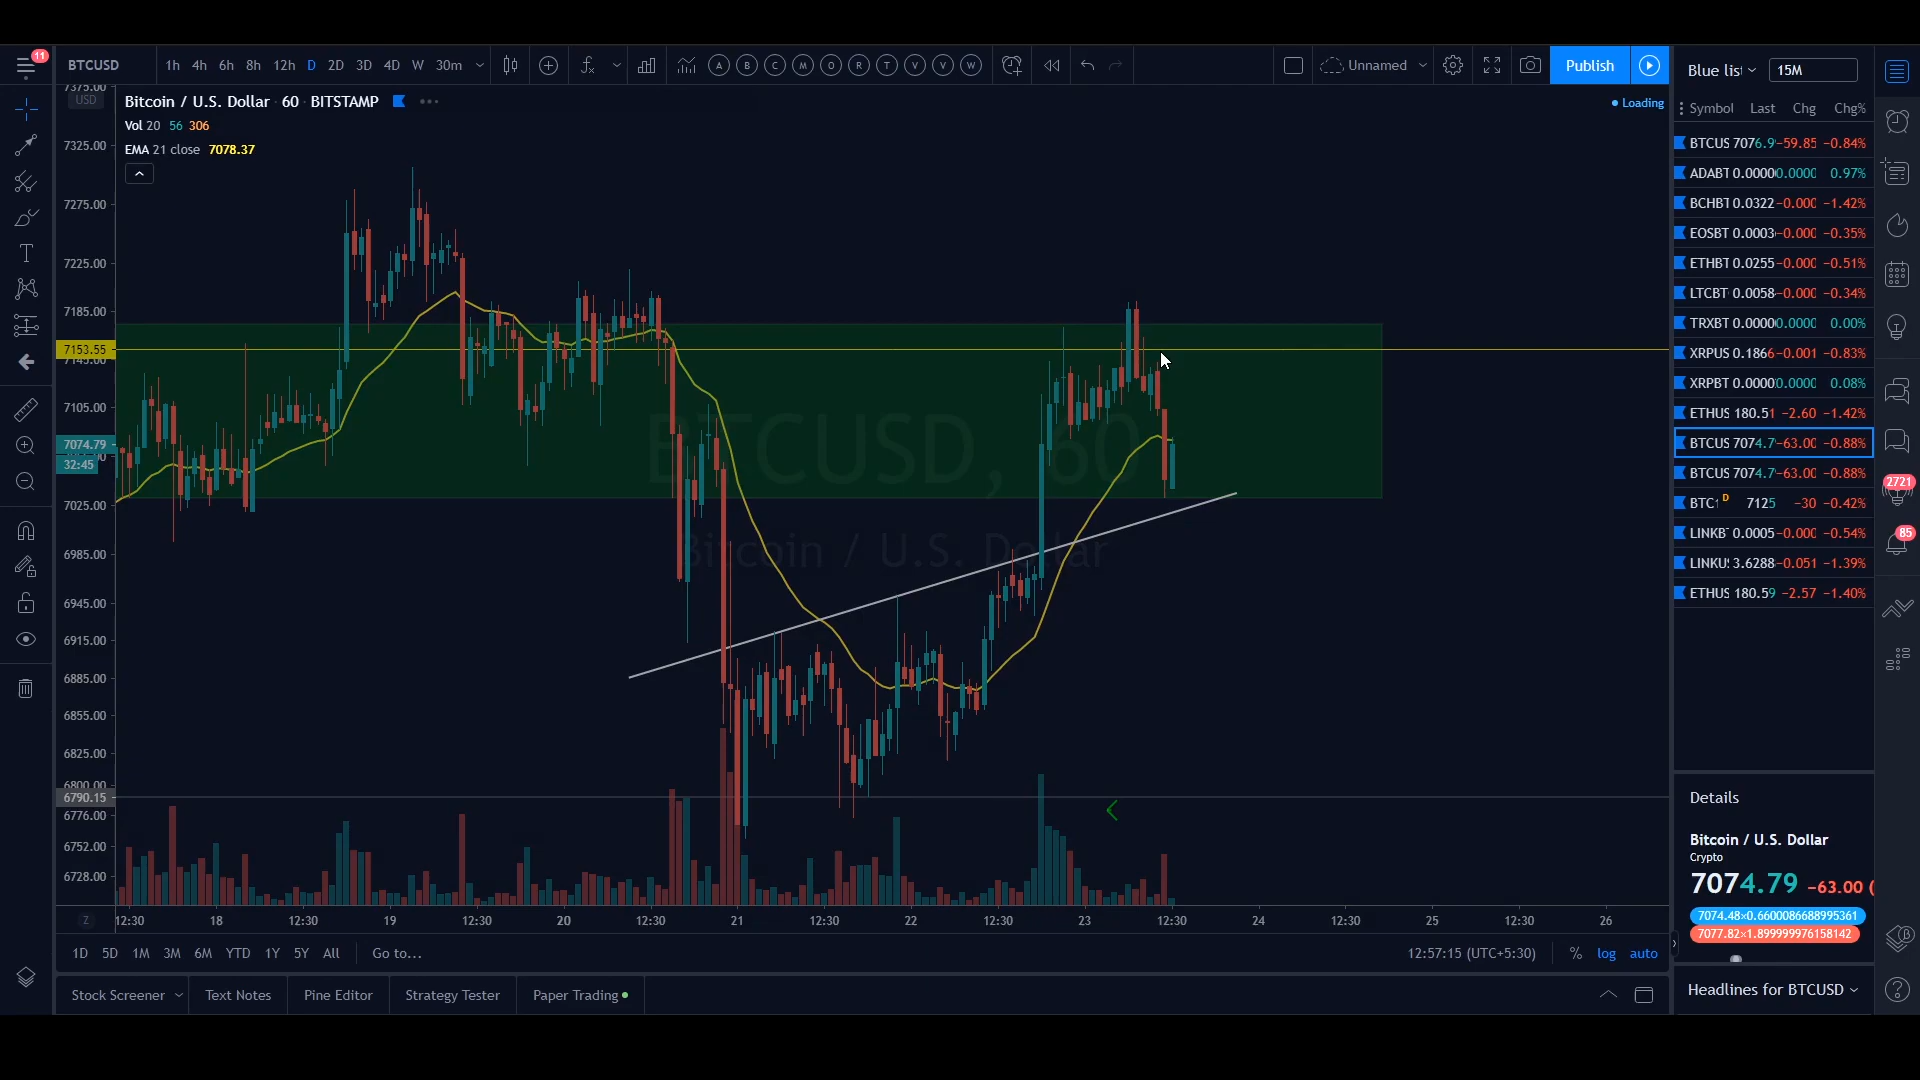 11
BTCUSD 1h 4h 6h 8h 12h D 2D 3D 4D W 30m A B C M O R T V V W Unnamed Publish
Blue list 15M
USD
Bitcoin / U.S. Dollar 60 BITSTAMP
Loading
Vol 20 56 306
EMA 21 close 7078.37
Symbol Last Chg Chg%
BTCUS 7076.9 −59.85 −0.84%
ADABT 0.0000 0.0000 0.97%
BCHBT 0.0322 −0.000 −1.42%
EOSBT 0.0003 −0.000 −0.35%
ETHBT 0.0255 −0.000 −0.51%
LTCBT 0.0058 −0.000 −0.34%
TRXBT 0.0000 0.0000 0.00%
XRPUS 0.1866 −0.001 −0.83%
XRPBT 0.0000 0.0000 0.08%
ETHUS 180.51 −2.60 −1.42%
BTCUS 7074.7 −63.00 −0.88%
BTCUS 7074.7 −63.00 −0.88%
BTC1 D 7125 −30 −0.42%
LINKB 0.0005 −0.000 −0.54%
LINKUS 3.6288 −0.051 −1.39%
ETHUS 180.59 −2.57 −1.40%
2721
85
7375.00
7325.00
7275.00
7225.00
7185.00
7153.55
7145.00
7105.00
7074.79
32:45
7025.00
6985.00
6945.00
6915.00
6885.00
6855.00
6825.00
6800.00
6790.15
6776.00
6752.00
6728.00
BTCUSD, 60
Bitcoin / U.S. Dollar
Z 12:30 18 12:30 19 12:30 20 12:30 21 12:30 22 12:30 23 12:30 24 12:30 25 12:30 26
1D 5D 1M 3M 6M YTD 1Y 5Y All Go to... 12:57:15 (UTC+5:30) % log auto
Stock Screener Text Notes Pine Editor Strategy Tester Paper Trading
Details
Bitcoin / U.S. Dollar
Crypto
7074.79 −63.00 (
7074.48×0.6600086688995361
7077.82×1.899999976158142
Headlines for BTCUSD